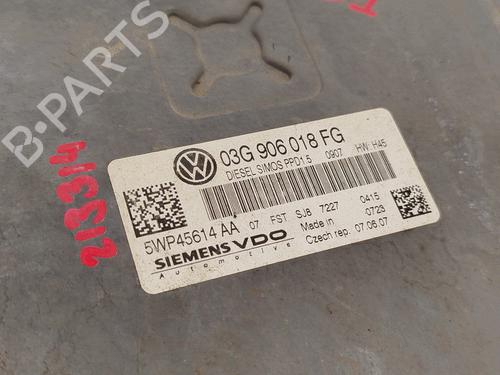 B-PARTS
213314
03G 906 018 FG
DIESEL SIMOS PPD1.5 0907 HW: H45
5WP45614 AA 07 FST SJ8 7227 0415
SIEMENS VDO Made in 0723
Automotive Czech rep. 07.06.07